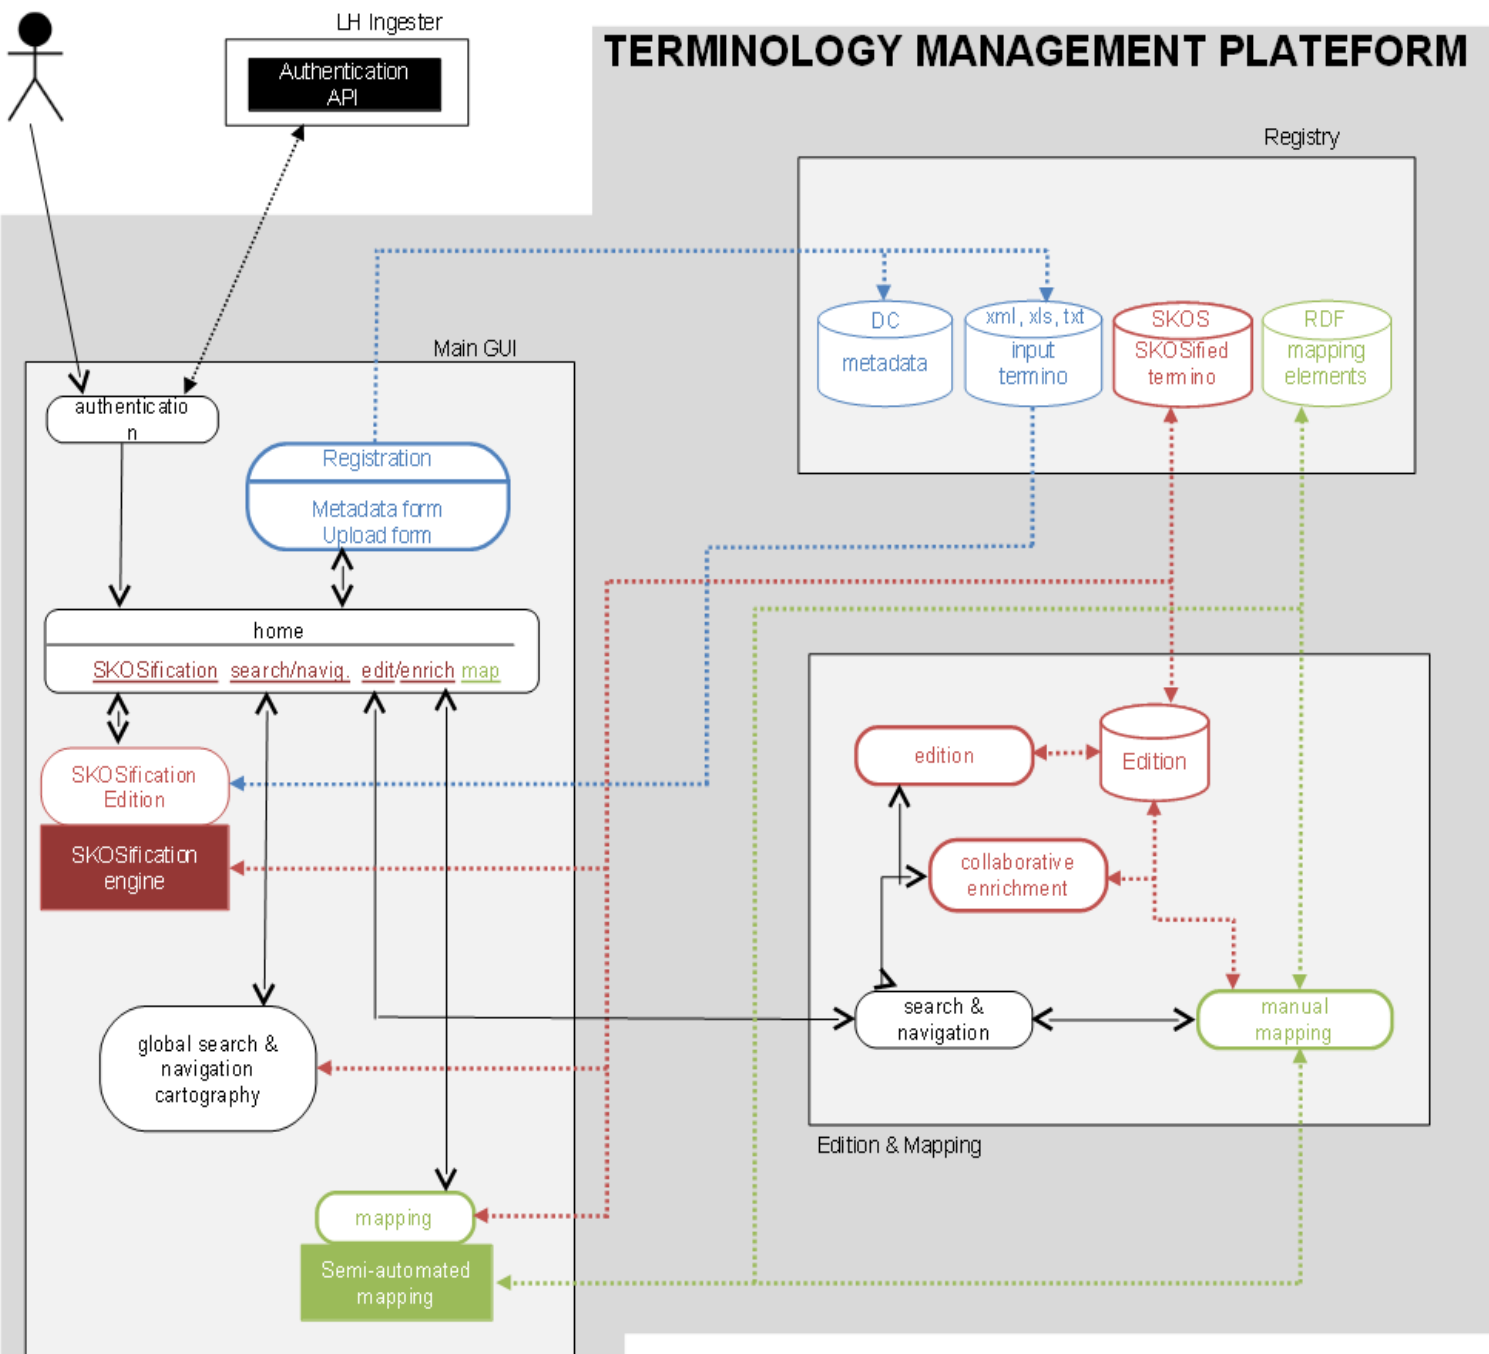 LH Ingester
Authentication
API
TERMINOLOGY MANAGEMENT PLATEFORM
Registry
DC
metadata
xml, xls, txt
input
termino
SKOS
SKOSified
termino
RDF
mapping
elements
Main GUI
authenticatio
n
Registration
Metadata form
Upload form
home
SKOSification search/navig. edit/enrich map
SKOSification
Edition
SKOSification
engine
global search &
navigation
cartography
mapping
Semi-automated
mapping
edition
Edition
collaborative
enrichment
search &
navigation
manual
mapping
Edition & Mapping